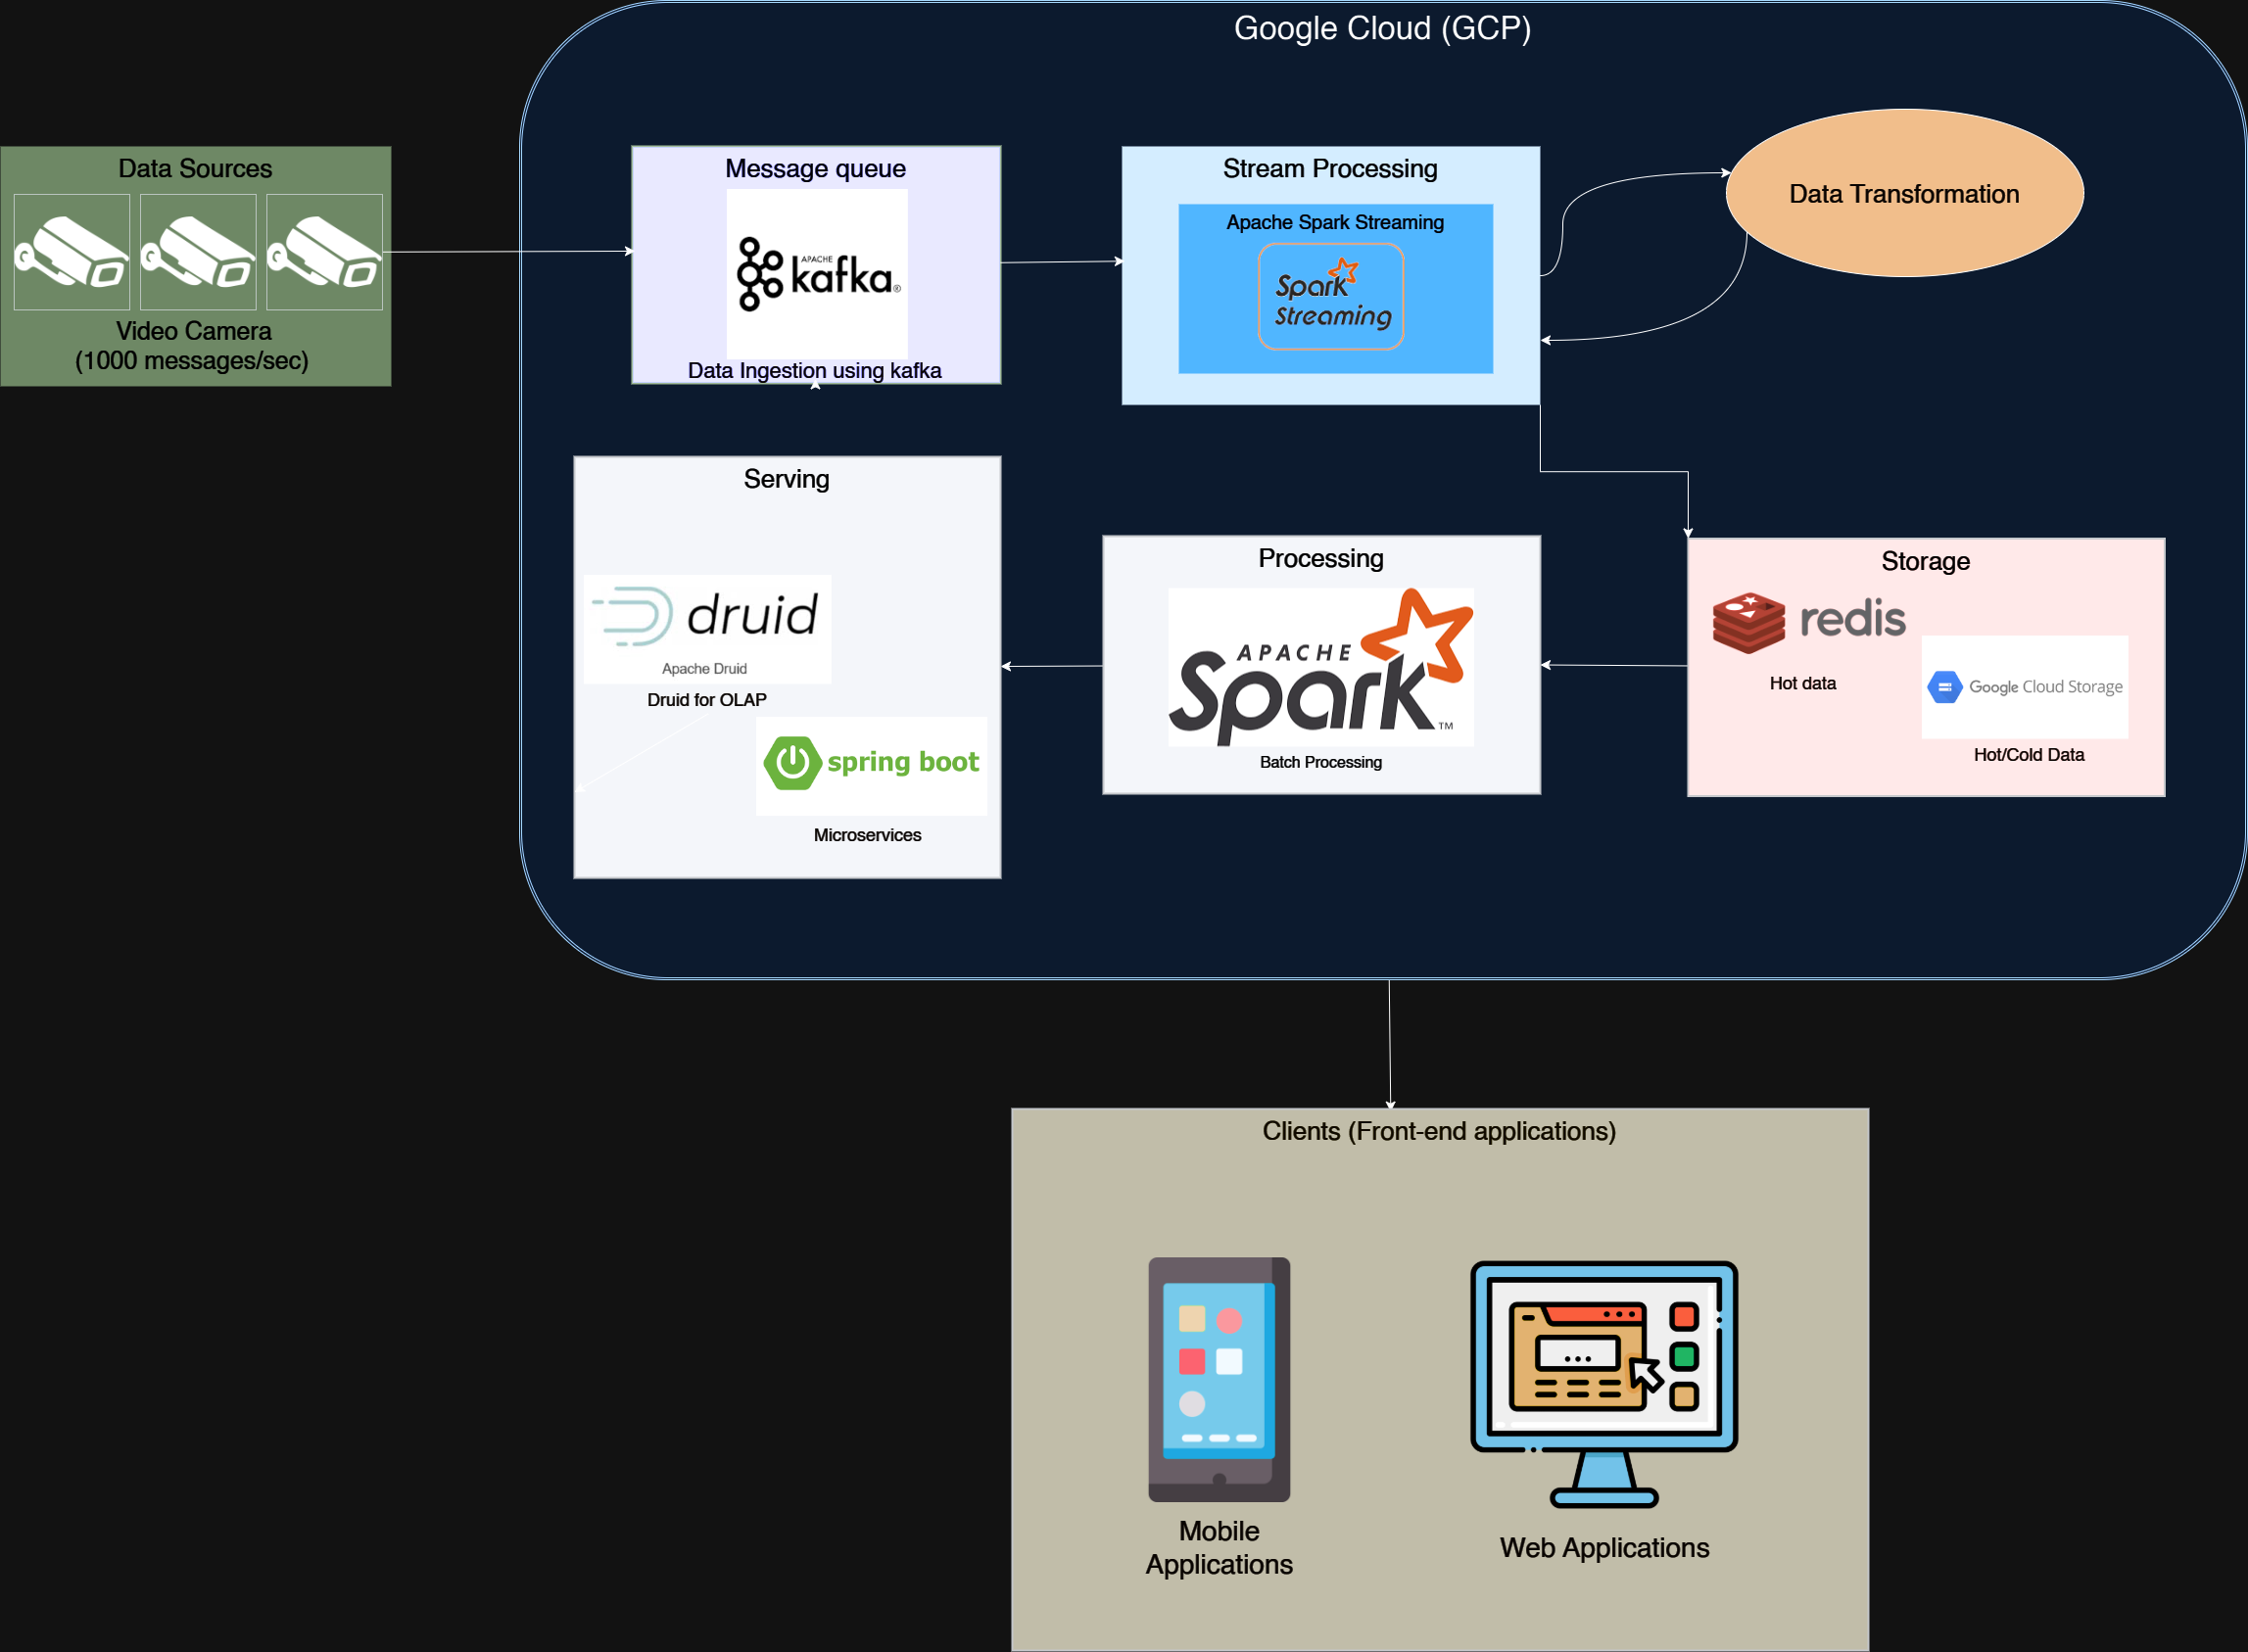 Google Cloud (GCP)
Data Sources
Video Camera
(1000 messages/sec)
Message queue
APACHE
kafka®
Data Ingestion using kafka
Stream Processing
Apache Spark Streaming
Spark
Streaming
Data Transformation
Serving
druid
Apache Druid
Druid for OLAP
spring boot
Microservices
Processing
APACHE
Spark™
Batch Processing
Storage
redis
Hot data
Google Cloud Storage
Hot/Cold Data
Clients (Front-end applications)
Mobile
Applications
Web Applications